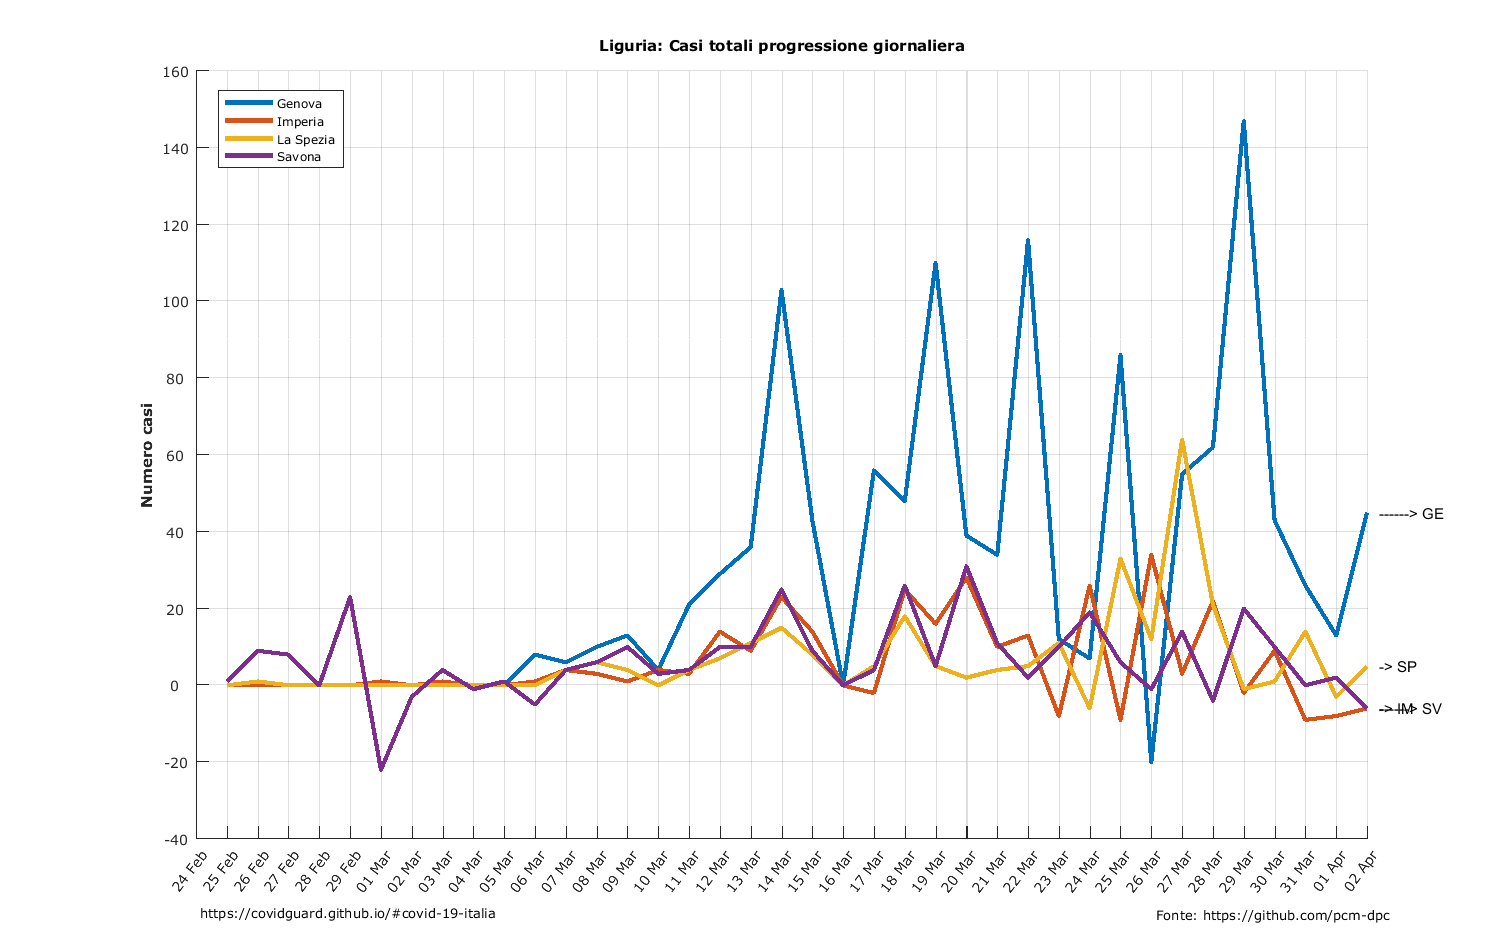 Liguria: Casi totali progressione giornaliera
Numero casi
160
140
120
100
80
60
40
20
0
-20
-40
Genova
Imperia
La Spezia
Savona
------> GE
-> SP
-> IM
----> SV
24 Feb
25 Feb
26 Feb
27 Feb
28 Feb
29 Feb
01 Mar
02 Mar
03 Mar
04 Mar
05 Mar
06 Mar
07 Mar
08 Mar
09 Mar
10 Mar
11 Mar
12 Mar
13 Mar
14 Mar
15 Mar
16 Mar
17 Mar
18 Mar
19 Mar
20 Mar
21 Mar
22 Mar
23 Mar
24 Mar
25 Mar
26 Mar
27 Mar
28 Mar
29 Mar
30 Mar
31 Mar
01 Apr
02 Apr
https://covidguard.github.io/#covid-19-italia
Fonte: https://github.com/pcm-dpc